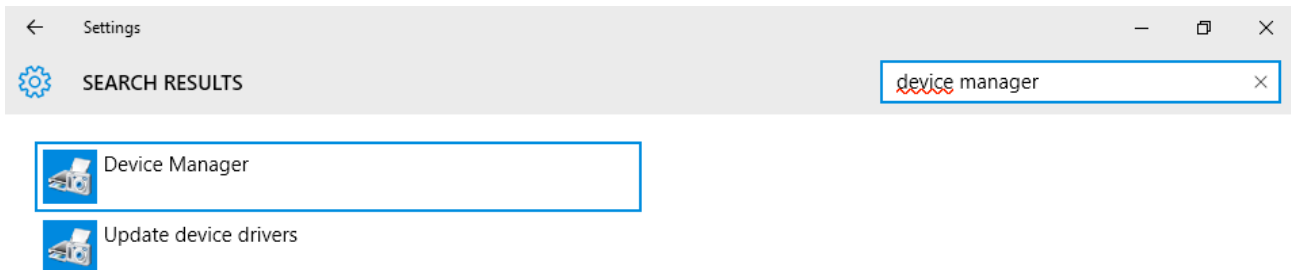 Settings
SEARCH RESULTS
device manager
Device Manager
Update device drivers